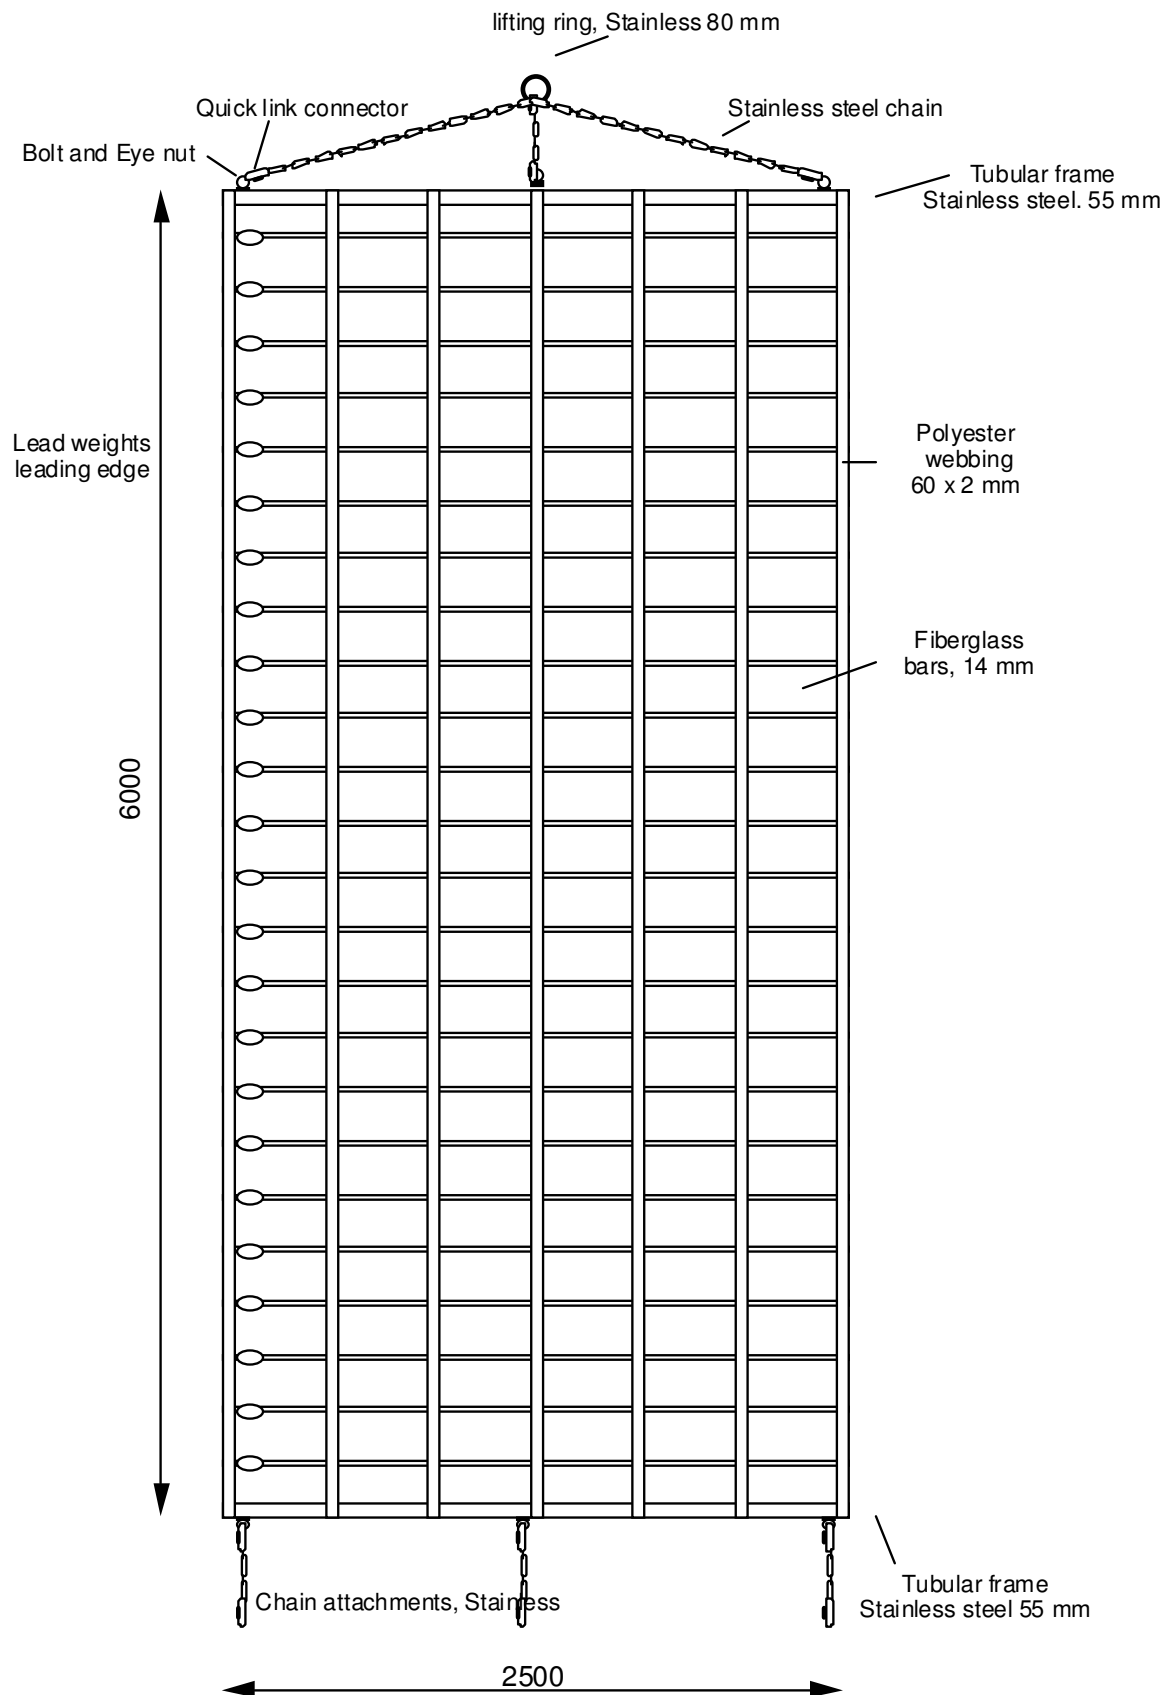 lifting ring, Stainless 80 mm
Quick link connector
Stainless steel chain
Bolt and Eye nut
Tubular frame
Stainless steel. 55 mm
Lead weights
leading edge
Polyester
webbing
60 x 2 mm
Fiberglass
bars, 14 mm
6000
Chain attachments, Stainless
Tubular frame
Stainless steel 55 mm
2500